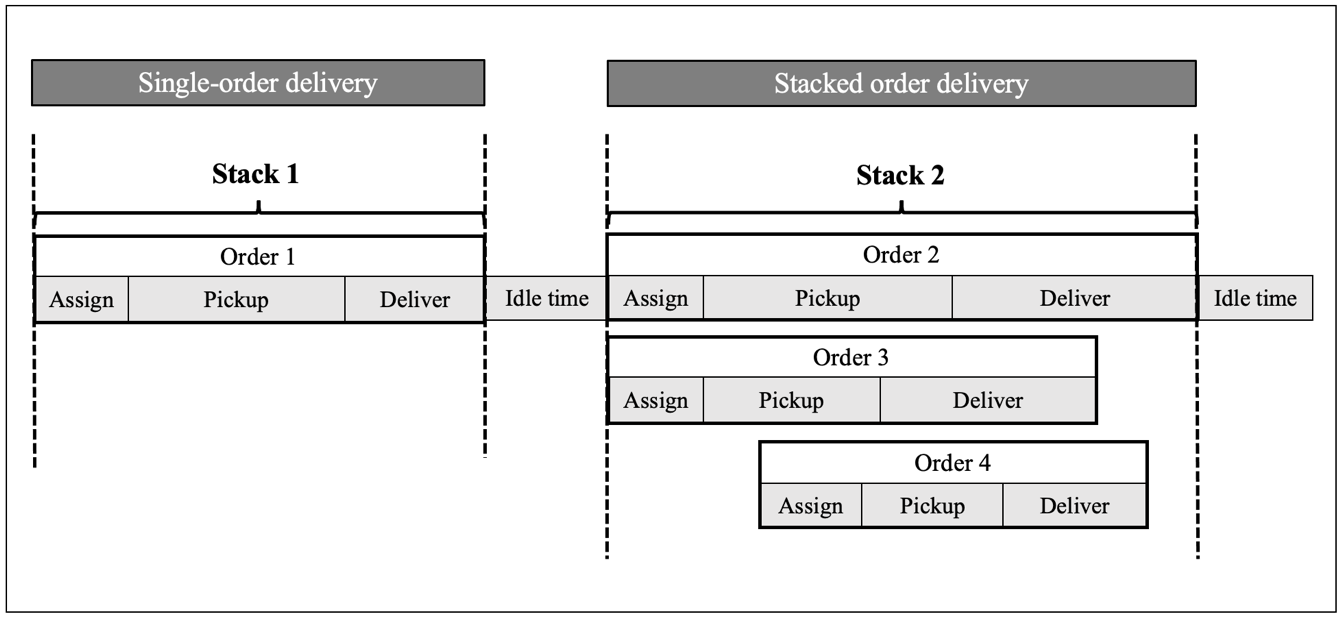 Single-order delivery
Stacked order delivery
Stack 1
Stack 2
Order 1
Order 2
Assign Pickup Deliver Idle time Assign Pickup Deliver Idle time
Order 3
Assign Pickup Deliver
Order 4
Assign Pickup Deliver